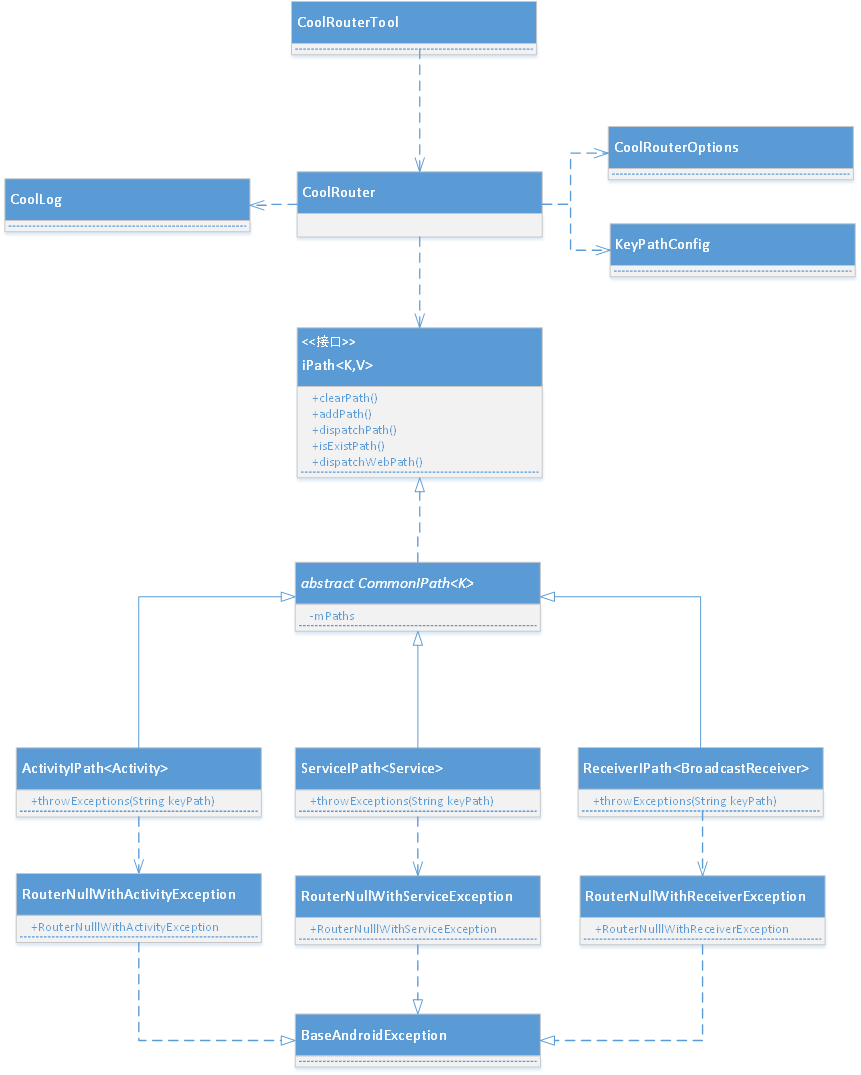 CoolRouterTool
CoolRouterOptions
CoolLog
CoolRouter
KeyPathConfig
<<接口>>
iPath<K,V>
+clearPath()
+addPath()
+dispatchPath()
+isExistPath()
+dispatchWebPath()
abstract CommonIPath<K>
-mPaths
ActivityIPath<Activity>
+throwExceptions(String keyPath)
ServiceIPath<Service>
+throwExceptions(String keyPath)
ReceiverIPath<BroadcastReceiver>
+throwExceptions(String keyPath)
RouterNullWithActivityException
+RouterNulllWithActivityException
RouterNullWithServiceException
+RouterNulllWithServiceException
RouterNullWithReceiverException
+RouterNulllWithReceiverException
BaseAndroidException